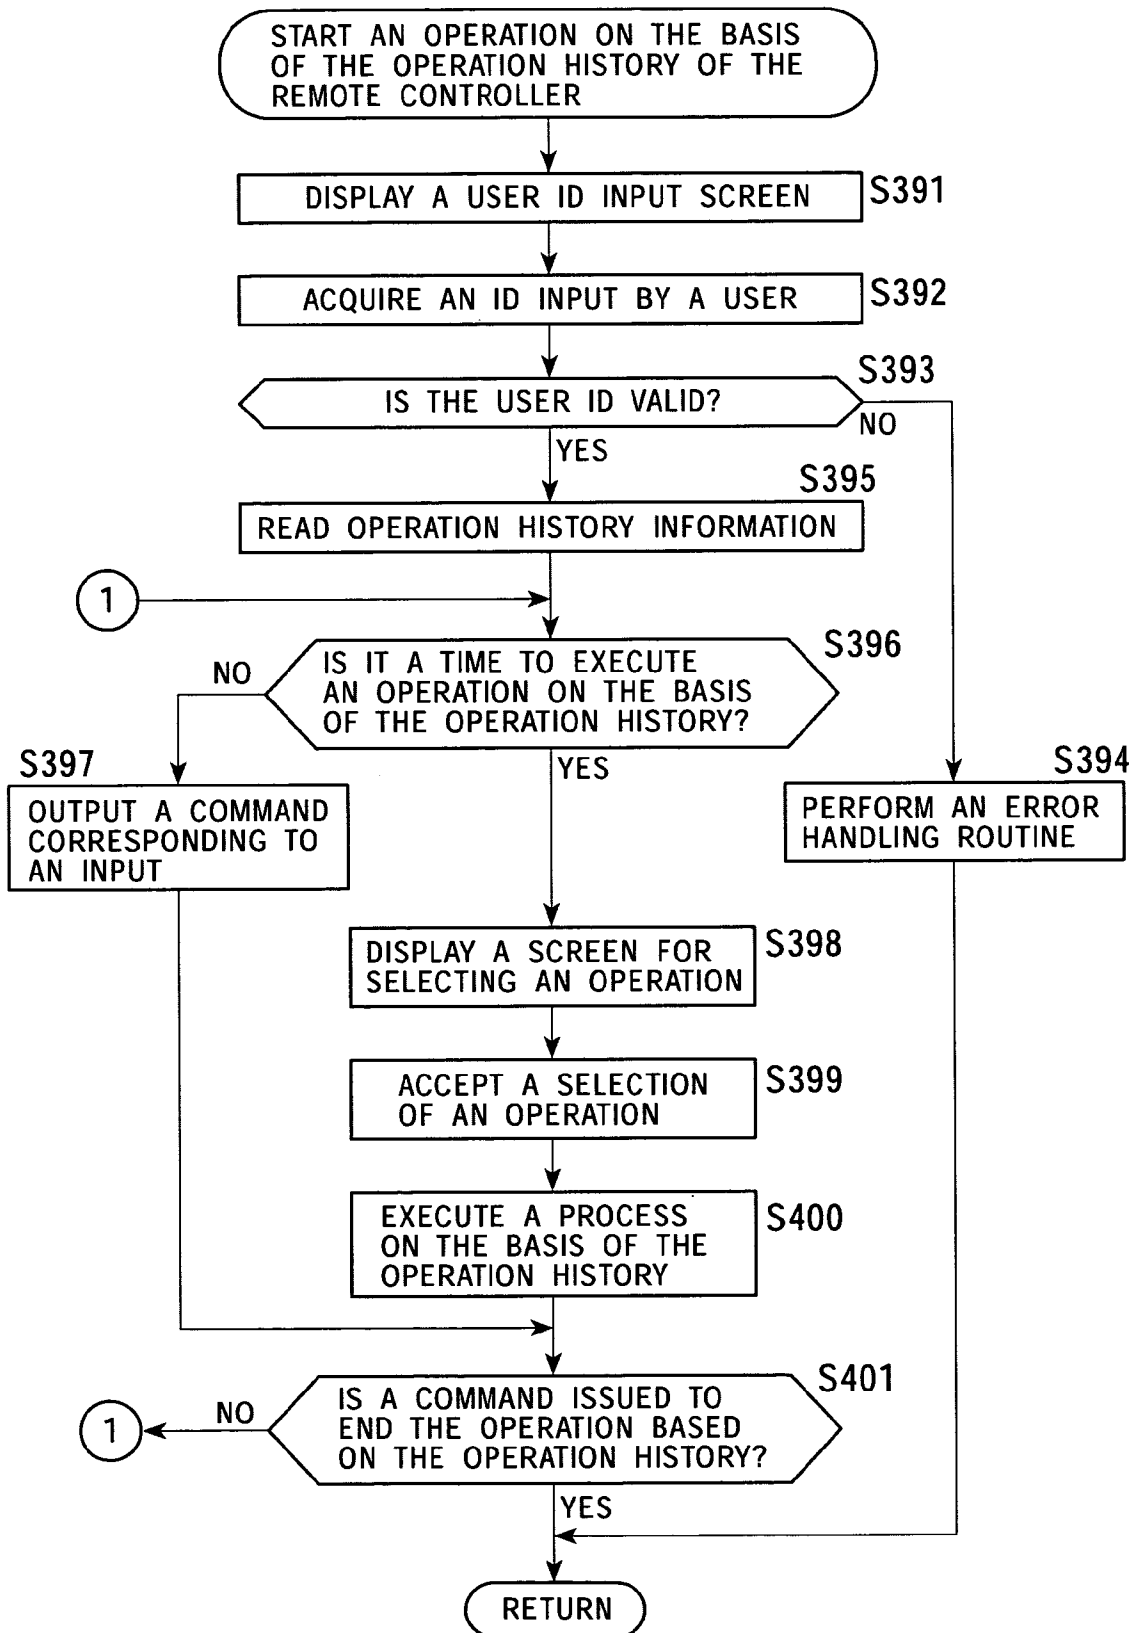 START AN OPERATION ON THE BASIS
OF THE OPERATION HISTORY OF THE
REMOTE CONTROLLER
DISPLAY A USER ID INPUT SCREEN
S391
ACQUIRE AN ID INPUT BY A USER
S392
IS THE USER ID VALID?
S393
NO
YES
S395
READ OPERATION HISTORY INFORMATION
1
S396
IS IT A TIME TO EXECUTE
AN OPERATION ON THE BASIS
OF THE OPERATION HISTORY?
NO
YES
S397
OUTPUT A COMMAND
CORRESPONDING TO
AN INPUT
S394
PERFORM AN ERROR
HANDLING ROUTINE
DISPLAY A SCREEN FOR
SELECTING AN OPERATION
S398
ACCEPT A SELECTION
OF AN OPERATION
S399
EXECUTE A PROCESS
ON THE BASIS OF THE
OPERATION HISTORY
S400
S401
IS A COMMAND ISSUED TO
END THE OPERATION BASED
ON THE OPERATION HISTORY?
NO
1
YES
RETURN